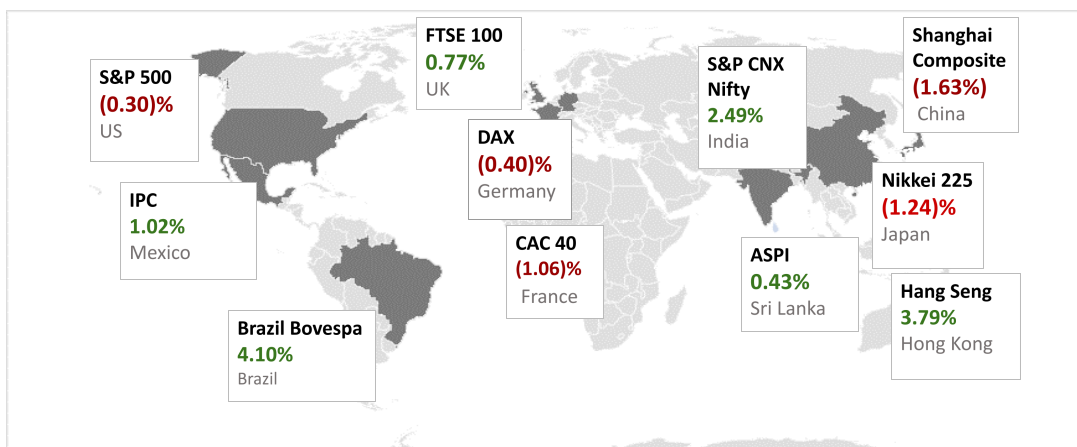 S&P 500
(0.30)%
US
FTSE 100
0.77%
UK
S&P CNX
Nifty
2.49%
India
Shanghai
Composite
(1.63%)
China
DAX
(0.40)%
Germany
IPC
1.02%
Mexico
Nikkei 225
(1.24)%
Japan
CAC 40
(1.06)%
France
ASPI
0.43%
Sri Lanka
Hang Seng
3.79%
Hong Kong
Brazil Bovespa
4.10%
Brazil